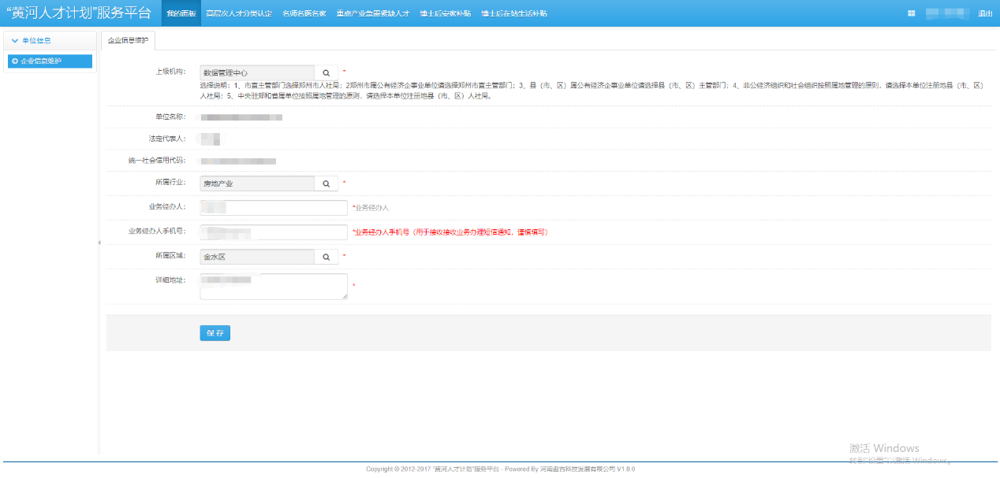 “黄河人才计划”服务平台 我的面板 高层次人才分类认定 名师名医名家 重点产业急需紧缺人才 博士后安家补贴 博士后在站生活补贴 退出
单位信息
企业信息维护
企业信息维护
上级机构： 数据管理中心 *
选择说明：1、市直主管部门选择郑州市人社局；2郑州市属公有经济企事业单位请选择郑州市直主管部门；3、县（市、区）属公有经济企事业单位请选择县（市、区）主管部门；4、非公经济组织和社会组织按照属地管理的原则，请选择本单位注册地县（市、区）
人社局；5、中央驻郑和省属单位按照属地管理的原则，请选择本单位注册地县（市、区）人社局。
单位名称：
法定代表人：
统一社会信用代码：
所属行业： 房地产业 *
业务经办人： *业务经办人
业务经办人手机号： *业务经办人手机号（用于接收接收业务办理短信通知，谨慎填写）
所属区域： 金水区 *
详细地址： *
保 存
激活 Windows
转到“设置”以激活 Windows。
Copyright © 2012-2017 “黄河人才计划”服务平台 - Powered By 河南盘古科技发展有限公司 V1.0.0